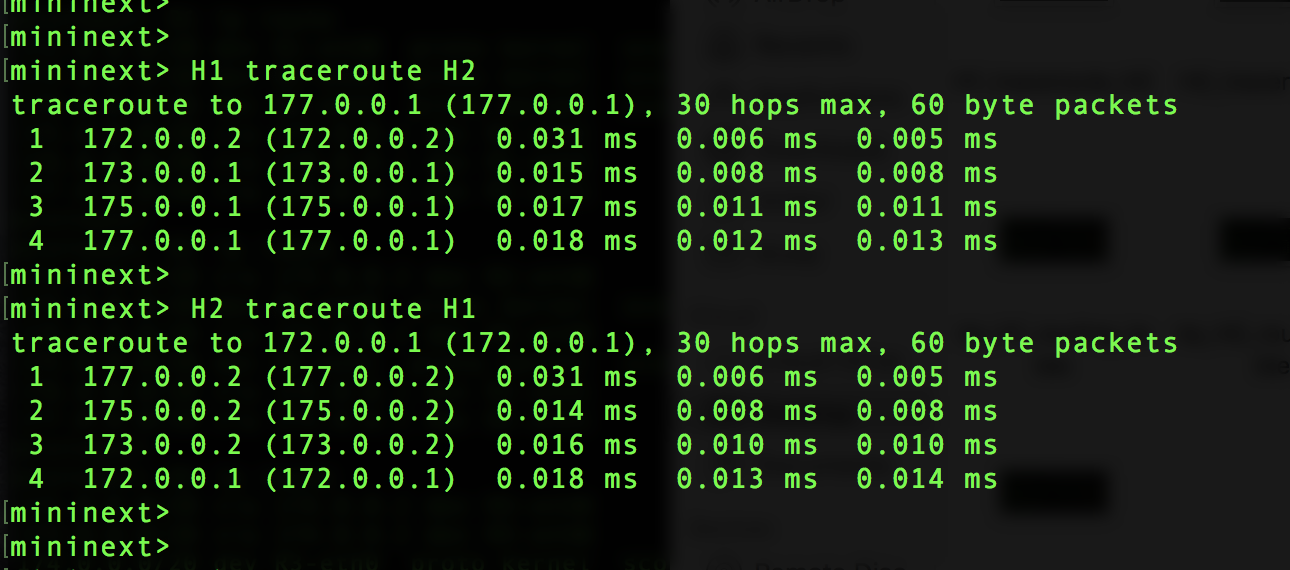 mininext>
mininext>
mininext> H1 traceroute H2
traceroute to 177.0.0.1 (177.0.0.1), 30 hops max, 60 byte packets
1 172.0.0.2 (172.0.0.2) 0.031 ms 0.006 ms 0.005 ms
2 173.0.0.1 (173.0.0.1) 0.015 ms 0.008 ms 0.008 ms
3 175.0.0.1 (175.0.0.1) 0.017 ms 0.011 ms 0.011 ms
4 177.0.0.1 (177.0.0.1) 0.018 ms 0.012 ms 0.013 ms
mininext>
mininext> H2 traceroute H1
traceroute to 172.0.0.1 (172.0.0.1), 30 hops max, 60 byte packets
1 177.0.0.2 (177.0.0.2) 0.031 ms 0.006 ms 0.005 ms
2 175.0.0.2 (175.0.0.2) 0.014 ms 0.008 ms 0.008 ms
3 173.0.0.2 (173.0.0.2) 0.016 ms 0.010 ms 0.010 ms
4 172.0.0.1 (172.0.0.1) 0.018 ms 0.013 ms 0.014 ms
mininext>
mininext>